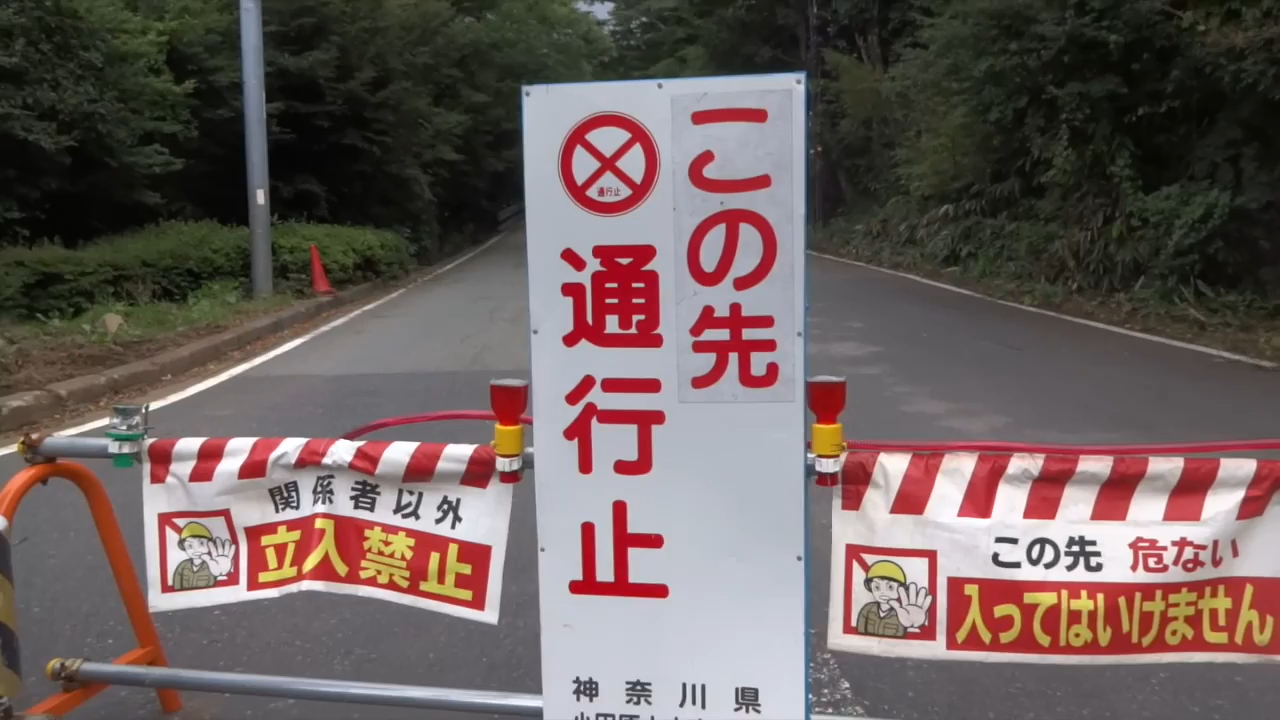 この先
通行止
通行止
関係者以外
立入禁止
この先 危ない
入ってはいけません
神奈川県